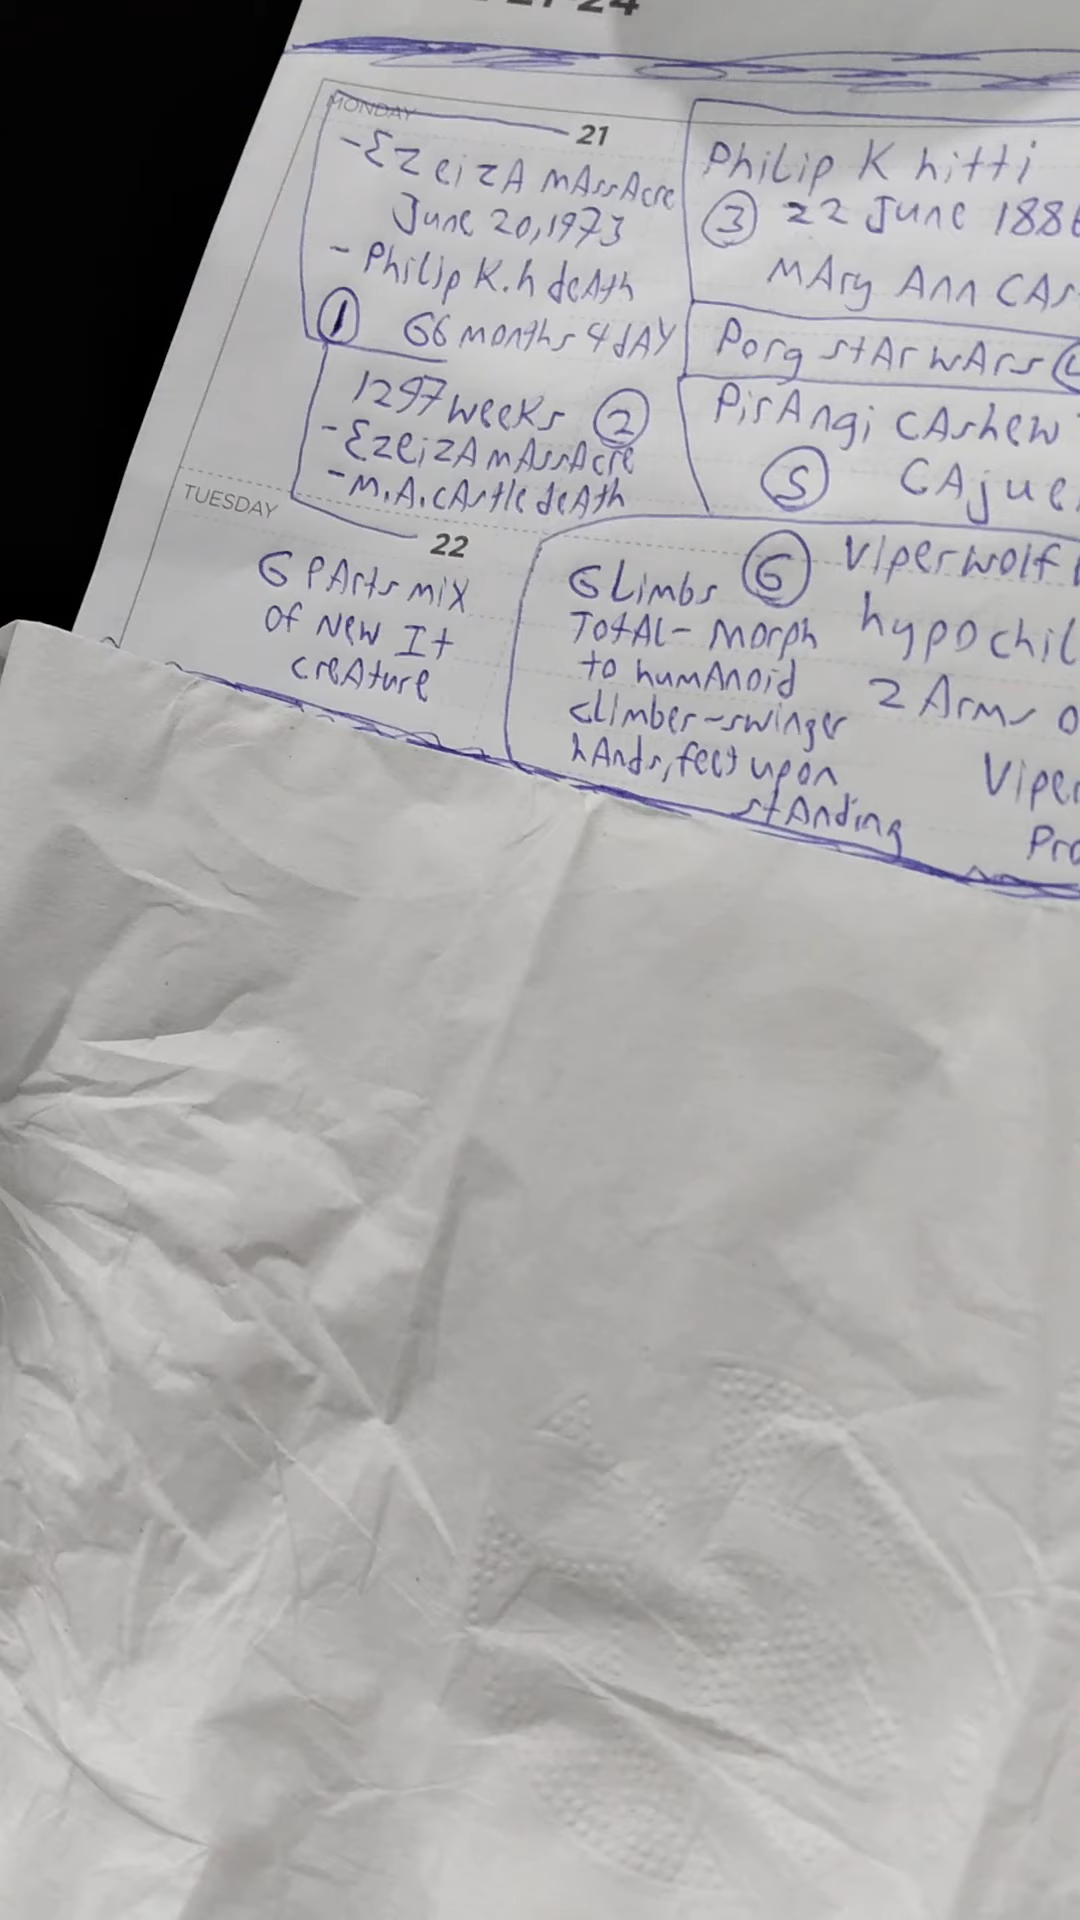 MONDAY
21
-EzeizA mAssAcre
June 20,1973
- Philip K.h deAth
1 66 months 4 dAY
1297 weeks 2
-EzeizA mAssAcre
-M.A. cAstle deAth
Philip K hitti
3 22 June 1886
MAry Ann
Porg stAr wArs
PirAngi cAshew
5
TUESDAY
22
6 PArts mix
of New It
creAture
6 Limbs 6
TotAL- morph
to humAnoid
climber-swinger
hAnds, feet upon
stAnding
Viperwolf
2 Arms